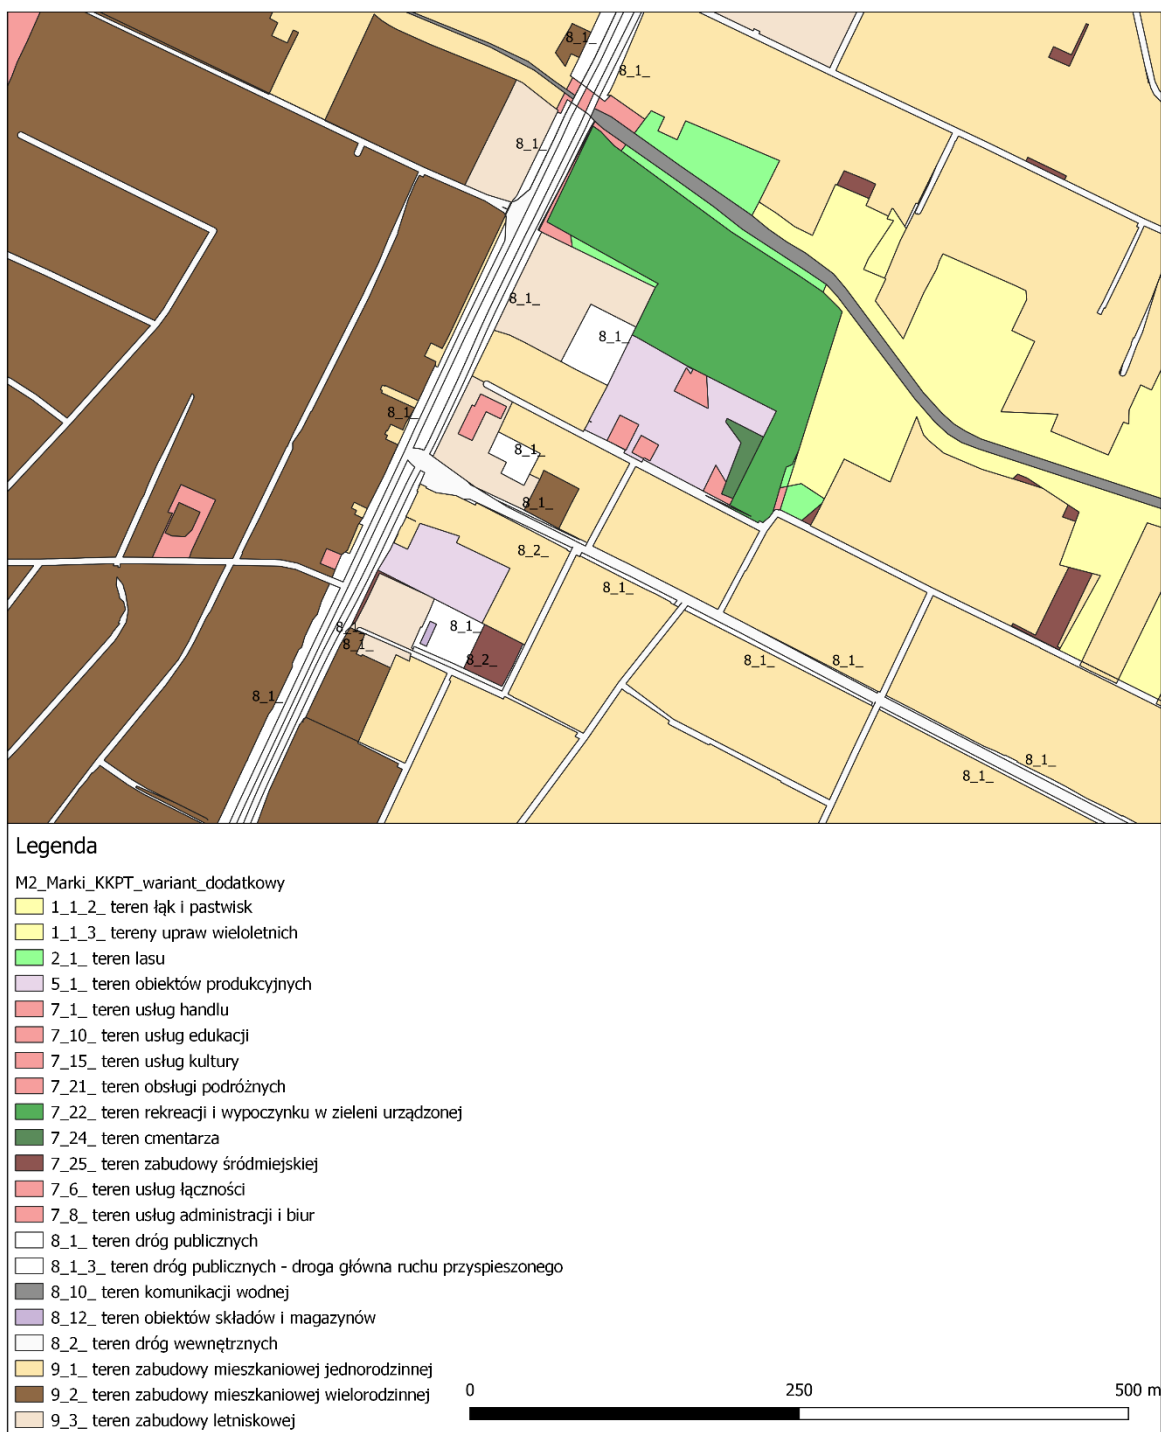 8_1_
8_1_
8_1_
8_1_
8_1_
8_1_
8_1_
8_1_
8_2_
8_1_
8_1_
8_1_
8_1_
8_2_
8_1_
8_1_
8_1_
8_1_
8_1_
Legenda
M2_Marki_KKPT_wariant_dodatkowy
1_1_2_ teren łąk i pastwisk
1_1_3_ tereny upraw wieloletnich
2_1_ teren lasu
5_1_ teren obiektów produkcyjnych
7_1_ teren usług handlu
7_10_ teren usług edukacji
7_15_ teren usług kultury
7_21_ teren obsługi podróżnych
7_22_ teren rekreacji i wypoczynku w zieleni urządzonej
7_24_ teren cmentarza
7_25_ teren zabudowy śródmiejskiej
7_6_ teren usług łączności
7_8_ teren usług administracji i biur
8_1_ teren dróg publicznych
8_1_3_ teren dróg publicznych - droga główna ruchu przyspieszonego
8_10_ teren komunikacji wodnej
8_12_ teren obiektów składów i magazynów
8_2_ teren dróg wewnętrznych
9_1_ teren zabudowy mieszkaniowej jednorodzinnej
9_2_ teren zabudowy mieszkaniowej wielorodzinnej
9_3_ teren zabudowy letniskowej
0 250 500 m